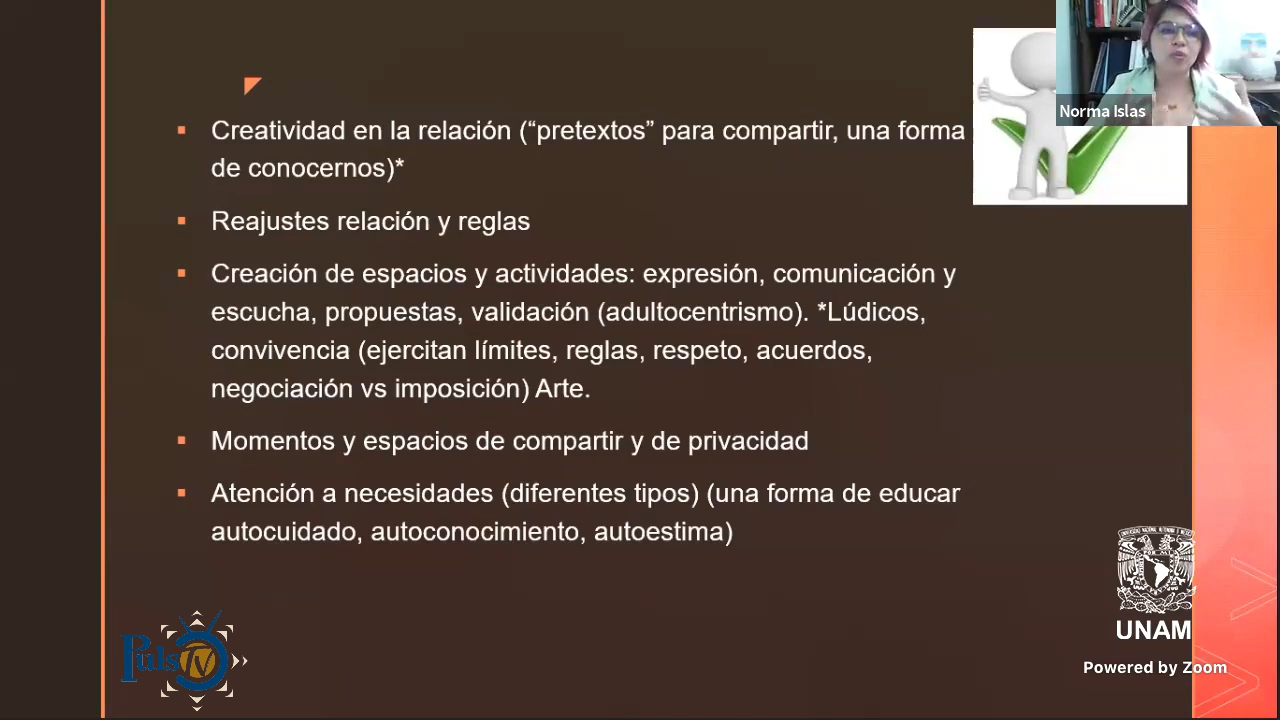 Creatividad en la relación (“pretextos” para compartir, una forma
de conocernos)*
Reajustes relación y reglas
Creación de espacios y actividades: expresión, comunicación y
escucha, propuestas, validación (adultocentrismo). *Lúdicos,
convivencia (ejercitan límites, reglas, respeto, acuerdos,
negociación vs imposición) Arte.
Momentos y espacios de compartir y de privacidad
Atención a necesidades (diferentes tipos) (una forma de educar
autocuidado, autoconocimiento, autoestima)
Norma Islas
Puls TV
UNAM
Powered by Zoom